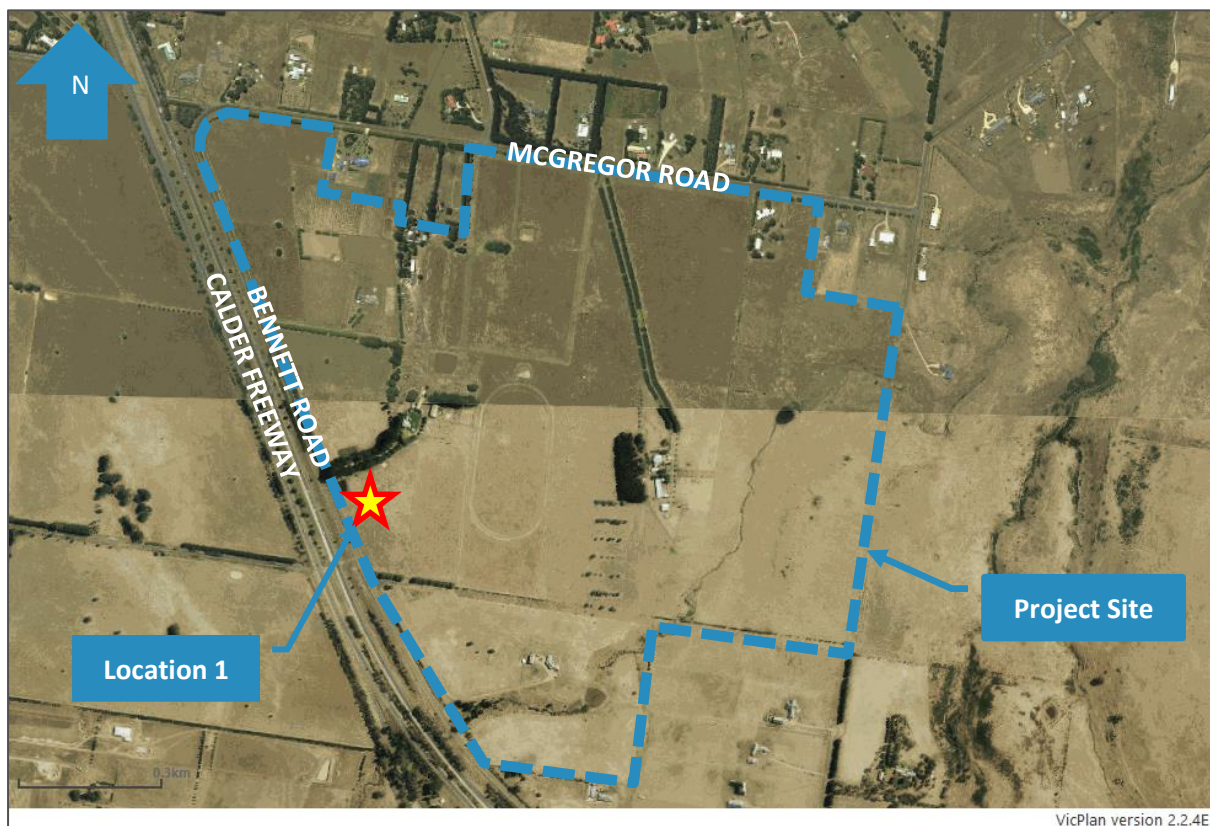 N
MCGREGOR ROAD
BENNETT ROAD
CALDER FREEWAY
Project Site
Location 1
0.3km
VicPlan version 2.2.4E